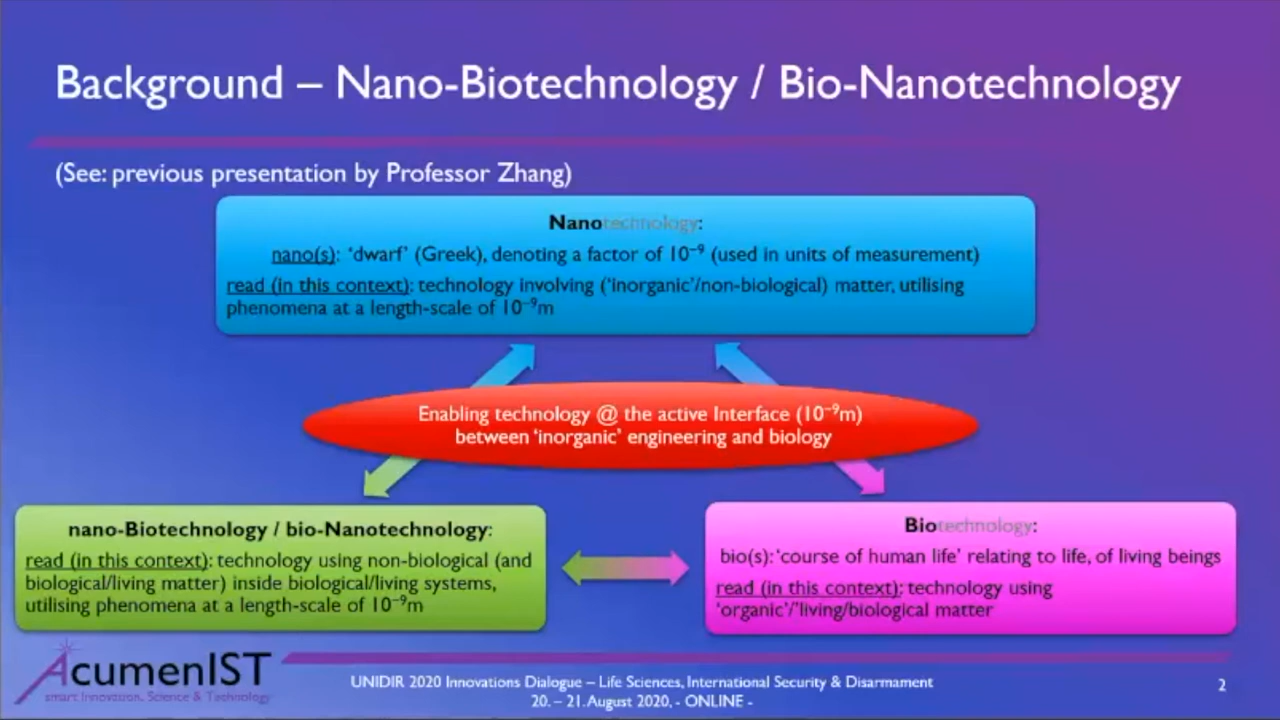 Background – Nano-Biotechnology / Bio-Nanotechnology
(See: previous presentation by Professor Zhang)
Nanotechnology:
nano(s): ‘dwarf’ (Greek), denoting a factor of 10⁻⁹ (used in units of measurement)
read (in this context): technology involving (‘inorganic’/non-biological) matter, utilising
phenomena at a length-scale of 10⁻⁹m
Enabling technology @ the active Interface (10⁻⁹m)
between ‘inorganic’ engineering and biology
nano-Biotechnology / bio-Nanotechnology:
read (in this context): technology using non-biological (and
biological/living matter) inside biological/living systems,
utilising phenomena at a length-scale of 10⁻⁹m
Biotechnology:
bio(s): ‘course of human life’ relating to life, of living beings
read (in this context): technology using
‘organic’/’living/biological matter
AcumenIST
smart Innovation, Science & Technology
UNIDIR 2020 Innovations Dialogue – Life Sciences, International Security & Disarmament
20. – 21. August 2020, - ONLINE -
2